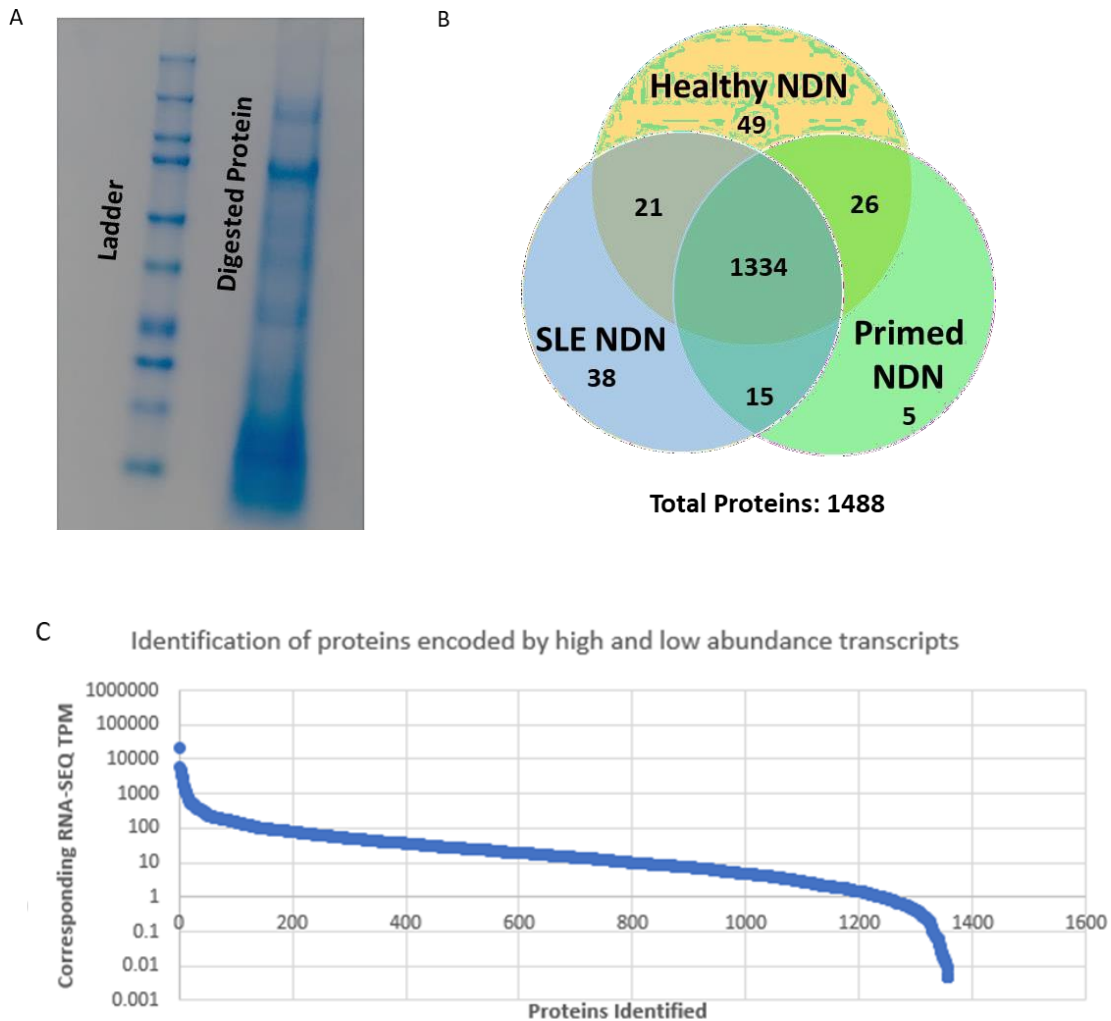 A
Ladder
Digested Protein
B
Healthy NDN
49
21
26
1334
SLE NDN
38
Primed
NDN
5
15
Total Proteins: 1488
C
Identification of proteins encoded by high and low abundance transcripts
Corresponding RNA-SEQ TPM
1000000
100000
10000
1000
100
10
1
0.1
0.01
0.001
0
200
400
600
800
1000
1200
1400
1600
Proteins Identified